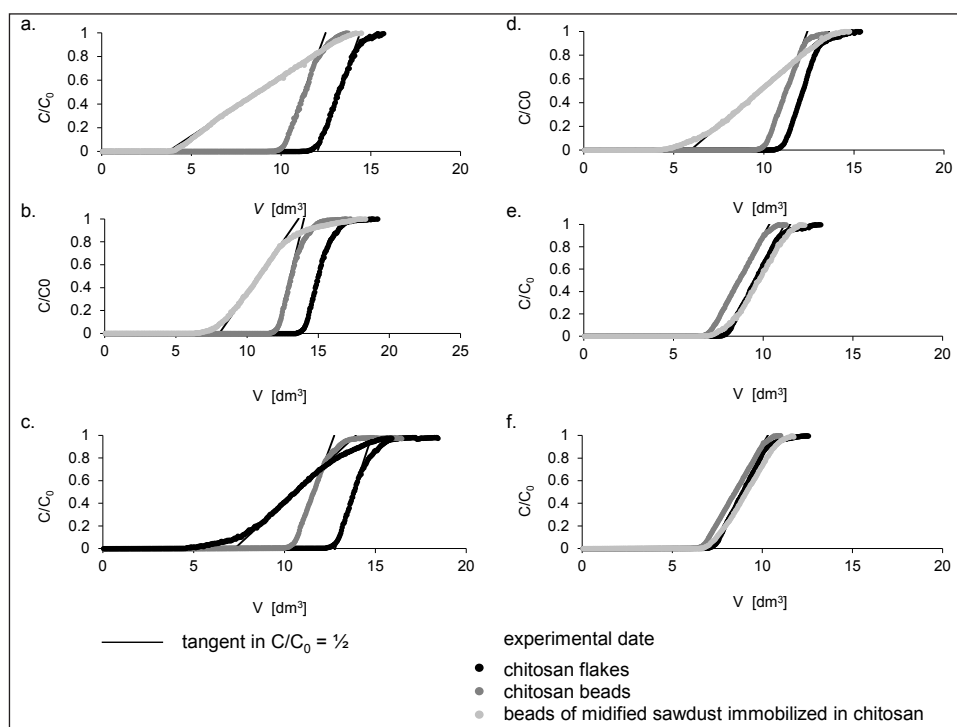 a.
C/C₀
1
0.8
0.6
0.4
0.2
0
0 5 10 15 20
V [dm³]
d.
C/C0
1
0.8
0.6
0.4
0.2
0
0 5 10 15 20
V [dm³]
b.
C/C0
1
0.8
0.6
0.4
0.2
0
0 5 10 15 20 25
V [dm³]
e.
C/C₀
1
0.8
0.6
0.4
0.2
0
0 5 10 15 20
V [dm³]
c.
C/C₀
1
0.8
0.6
0.4
0.2
0
0 5 10 15 20
V [dm³]
f.
C/C₀
1
0.8
0.6
0.4
0.2
0
0 5 10 15 20
V [dm³]
tangent in C/C₀ = ½
experimental date
chitosan flakes
chitosan beads
beads of midified sawdust immobilized in chitosan